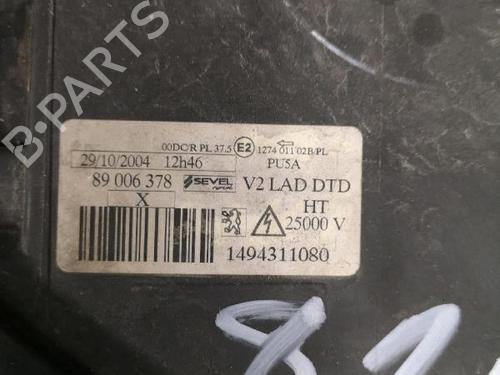 00DC/R PL 37.5 E2 1274 011 02B/PL
29/10/2004 12h46 PU5A
89 006 378 SEVEL V2 LAD DTD
X HT
25000 V
1494311080